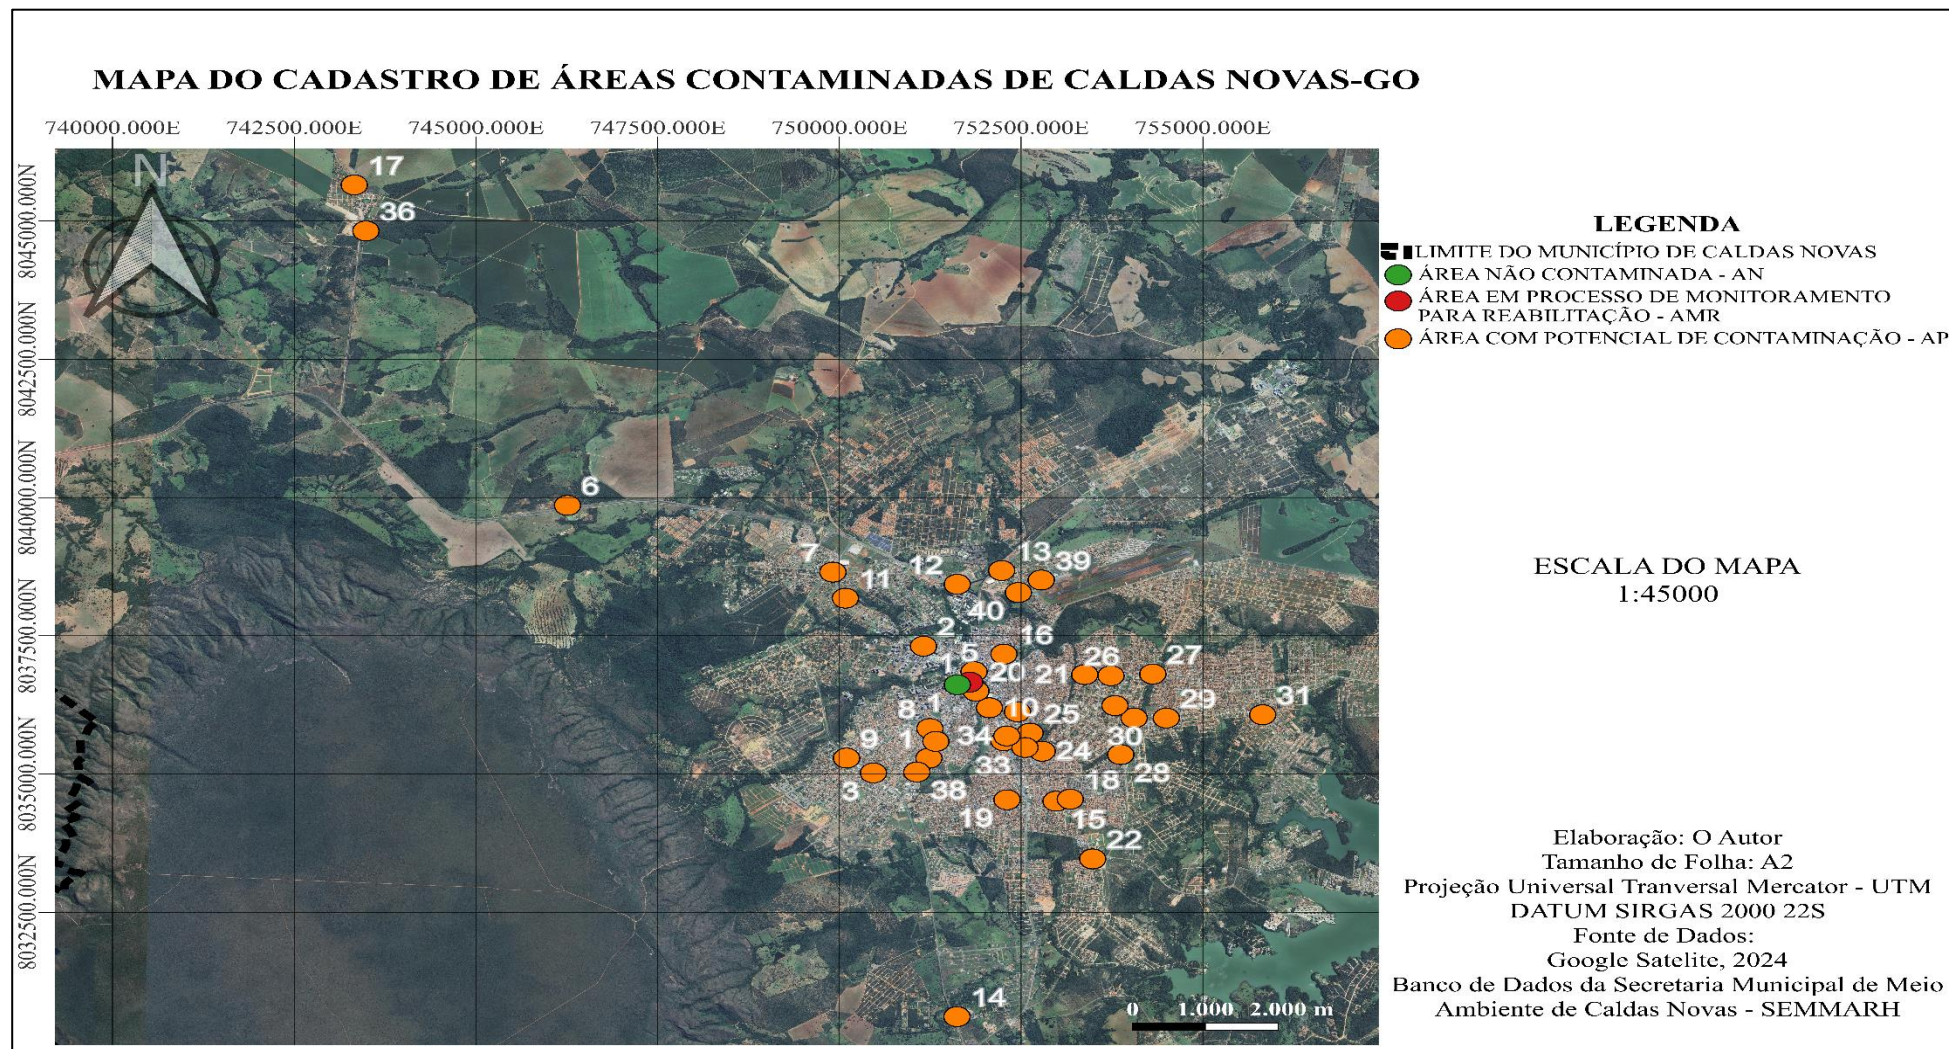 MAPA DO CADASTRO DE ÁREAS CONTAMINADAS DE CALDAS NOVAS-GO
740000.000E 742500.000E 745000.000E 747500.000E 750000.000E 752500.000E 755000.000E
8045000.000N
8042500.000N
8040000.000N
8037500.000N
8035000.000N
8032500.000N
N
17
36
6
7
11
12
13
39
40
2
16
1
5
20
21
26
27
8
1
10
25
29
31
9
1
34
24
30
3
38
33
28
18
19
15
22
14
0 1.000 2.000 m
LEGENDA
LIMITE DO MUNICÍPIO DE CALDAS NOVAS
ÁREA NÃO CONTAMINADA - AN
ÁREA EM PROCESSO DE MONITORAMENTO
PARA REABILITAÇÃO - AMR
ÁREA COM POTENCIAL DE CONTAMINAÇÃO - AP
ESCALA DO MAPA
1:45000
Elaboração: O Autor
Tamanho de Folha: A2
Projeção Universal Tranversal Mercator - UTM
DATUM SIRGAS 2000 22S
Fonte de Dados:
Google Satelite, 2024
Banco de Dados da Secretaria Municipal de Meio
Ambiente de Caldas Novas - SEMMARH